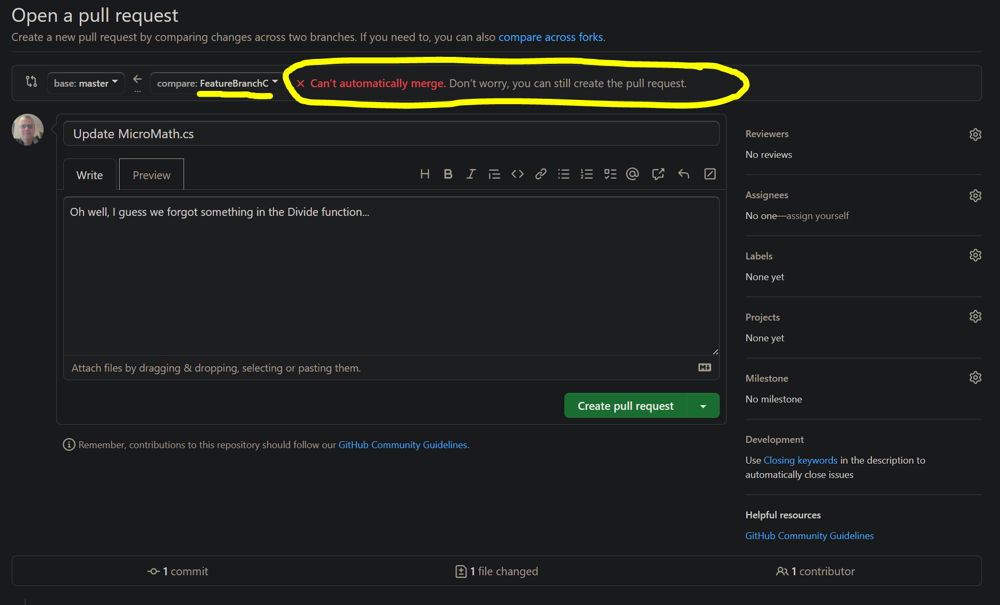 Open a pull request
Create a new pull request by comparing changes across two branches. If you need to, you can also compare across forks.
base: master
...
compare: FeatureBranchC
Can’t automatically merge. Don’t worry, you can still create the pull request.
Update MicroMath.cs
Write
Preview
Oh well, I guess we forgot something in the Divide function...
Attach files by dragging & dropping, selecting or pasting them.
Create pull request
Remember, contributions to this repository should follow our GitHub Community Guidelines.
Reviewers
No reviews
Assignees
No one—assign yourself
Labels
None yet
Projects
None yet
Milestone
No milestone
Development
Use Closing keywords in the description to
automatically close issues
Helpful resources
GitHub Community Guidelines
1 commit
1 file changed
1 contributor